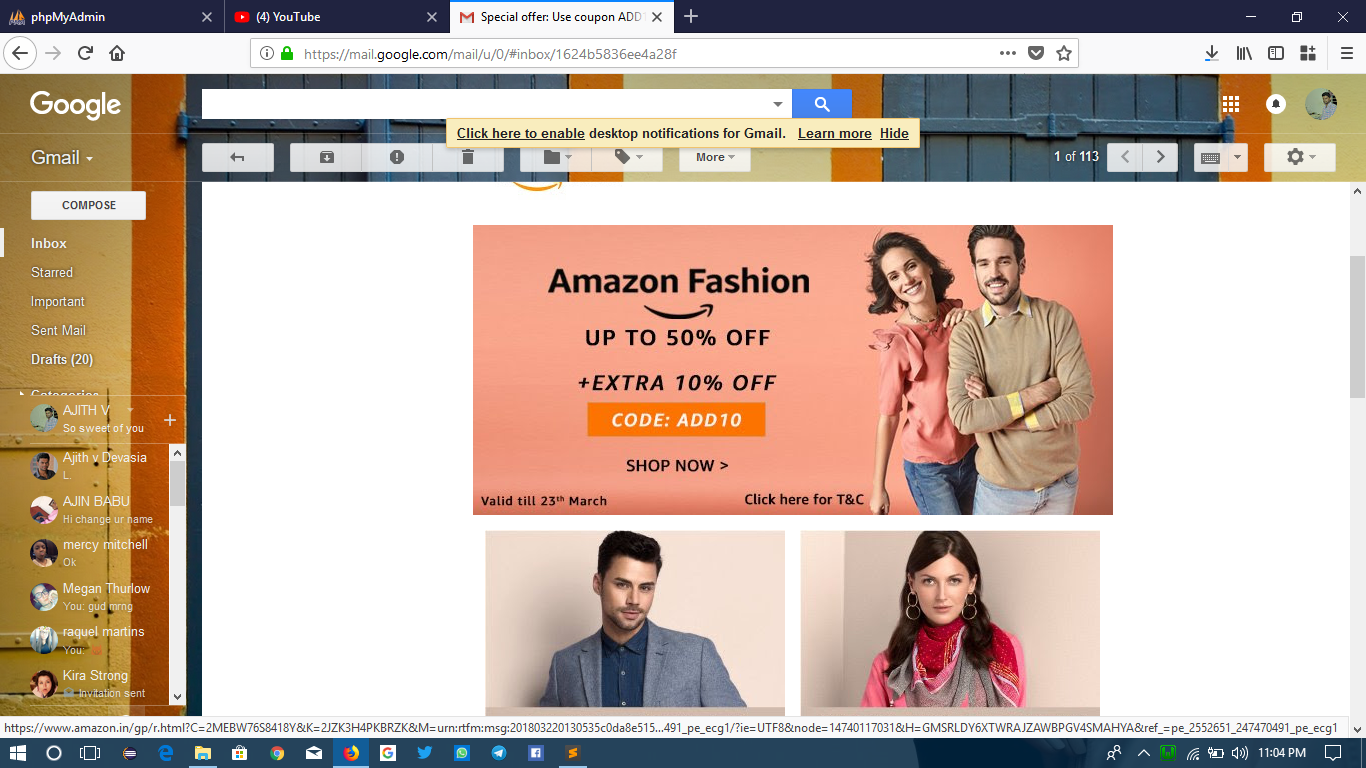 phpMyAdmin
(4) YouTube
Special offer: Use coupon ADD1
https://mail.google.com/mail/u/0/#inbox/1624b5836ee4a28f
Google
Click here to enable desktop notifications for Gmail. Learn more Hide
Gmail
More
1 of 113
COMPOSE
Inbox
Starred
Important
Sent Mail
Drafts (20)
Categories
AJITH V
So sweet of you
Ajith v Devasia
L.
AJIN BABU
Hi change ur name
mercy mitchell
Ok
Megan Thurlow
You: gud mrng
raquel martins
You:
Kira Strong
Invitation sent
Amazon Fashion
UP TO 50% OFF
+EXTRA 10% OFF
CODE: ADD10
SHOP NOW >
Valid till 23th March
Click here for T&C
https://www.amazon.in/gp/r.html?C=2MEBW76S8418Y&K=2JZK3H4PKBRZK&M=urn:rtfm:msg:201803220130535c0da8e515...491_pe_ecg1/?ie=UTF8&node=14740117031&H=GMSRLDY6XTWRAJZAWBPGV4SMAHYA&ref_=pe_2552651_247470491_pe_ecg1
11:04 PM